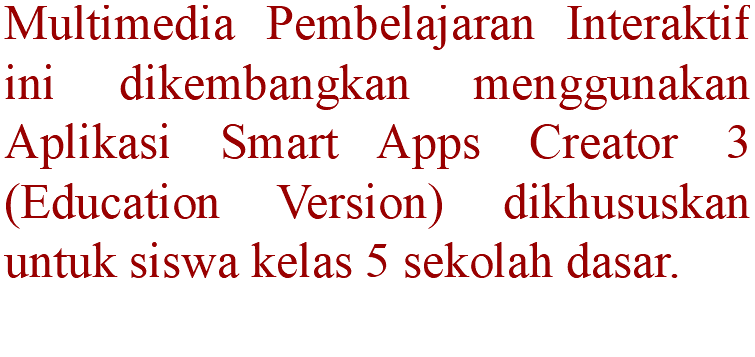 Multimedia Pembelajaran Interaktif
ini dikembangkan menggunakan
Aplikasi Smart Apps Creator 3
(Education Version) dikhususkan
untuk siswa kelas 5 sekolah dasar.